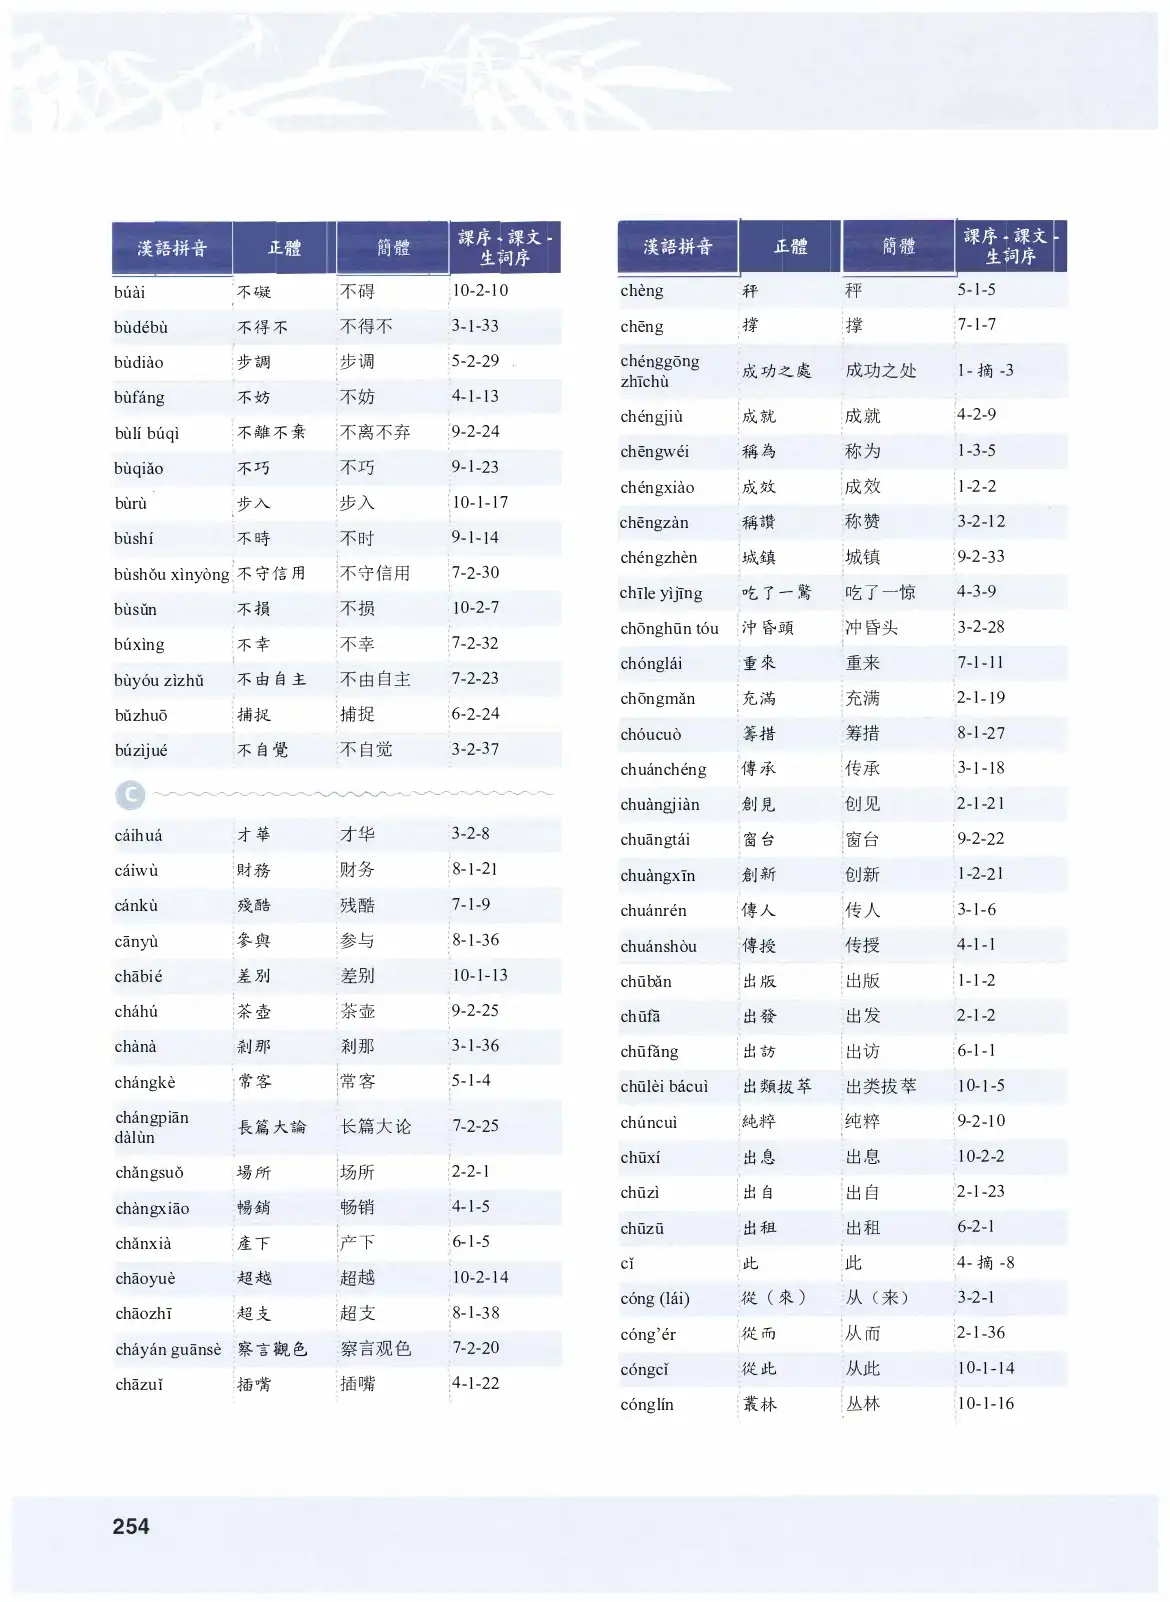 漢語拼音 正體 簡體 課序-課文-生詞序
búài 不礙 不碍 10-2-10
bùdébù 不得不 不得不 3-1-33
bùdiào 步調 步调 5-2-29
bùfáng 不妨 不妨 4-1-13
bùlí búqì 不離不棄 不离不弃 9-2-24
bùqiǎo 不巧 不巧 9-1-23
bùrù 步入 步入 10-1-17
bùshí 不時 不时 9-1-14
bùshǒu xìnyòng 不守信用 不守信用 7-2-30
bùsǔn 不損 不损 10-2-7
búxìng 不幸 不幸 7-2-32
bùyóu zìzhǔ 不由自主 不由自主 7-2-23
bǔzhuō 捕捉 捕捉 6-2-24
búzìjué 不自覺 不自觉 3-2-37
C
cáihuá 才華 才华 3-2-8
cáiwù 財務 财务 8-1-21
cánkù 殘酷 残酷 7-1-9
cānyù 參與 参与 8-1-36
chābié 差別 差别 10-1-13
cháhú 茶壺 茶壶 9-2-25
chànà 剎那 刹那 3-1-36
chángkè 常客 常客 5-1-4
chángpiān
dàlùn 長篇大論 长篇大论 7-2-25
chǎngsuǒ 場所 场所 2-2-1
chàngxiāo 暢銷 畅销 4-1-5
chǎnxià 產下 产下 6-1-5
chāoyuè 超越 超越 10-2-14
chāozhī 超支 超支 8-1-38
cháyán guānsè 察言觀色 察言观色 7-2-20
chāzuǐ 插嘴 插嘴 4-1-22
漢語拼音 正體 簡體 課序-課文-生詞序
chèng 秤 秤 5-1-5
chēng 撐 撑 7-1-7
chénggōng
zhīchù 成功之處 成功之处 1-摘-3
chéngjiù 成就 成就 4-2-9
chēngwéi 稱為 称为 1-3-5
chéngxiào 成效 成效 1-2-2
chēngzàn 稱讚 称赞 3-2-12
chéngzhèn 城鎮 城镇 9-2-33
chīle yìjīng 吃了一驚 吃了一惊 4-3-9
chōnghūn tóu 沖昏頭 冲昏头 3-2-28
chónglái 重來 重来 7-1-11
chōngmǎn 充滿 充满 2-1-19
chóucuò 籌措 筹措 8-1-27
chuánchéng 傳承 传承 3-1-18
chuàngjiàn 創見 创见 2-1-21
chuāngtái 窗台 窗台 9-2-22
chuàngxīn 創新 创新 1-2-21
chuánrén 傳人 传人 3-1-6
chuánshòu 傳授 传授 4-1-1
chūbǎn 出版 出版 1-1-2
chūfā 出發 出发 2-1-2
chūfǎng 出訪 出访 6-1-1
chūlèi bácuì 出類拔萃 出类拔萃 10-1-5
chúncuì 純粹 纯粹 9-2-10
chūxí 出息 出息 10-2-2
chūzì 出自 出自 2-1-23
chūzū 出租 出租 6-2-1
cǐ 此 此 4-摘-8
cóng (lái) 從（來） 从（来） 3-2-1
cóng’ér 從而 从而 2-1-36
cóngcǐ 從此 从此 10-1-14
cónglín 叢林 丛林 10-1-16
254